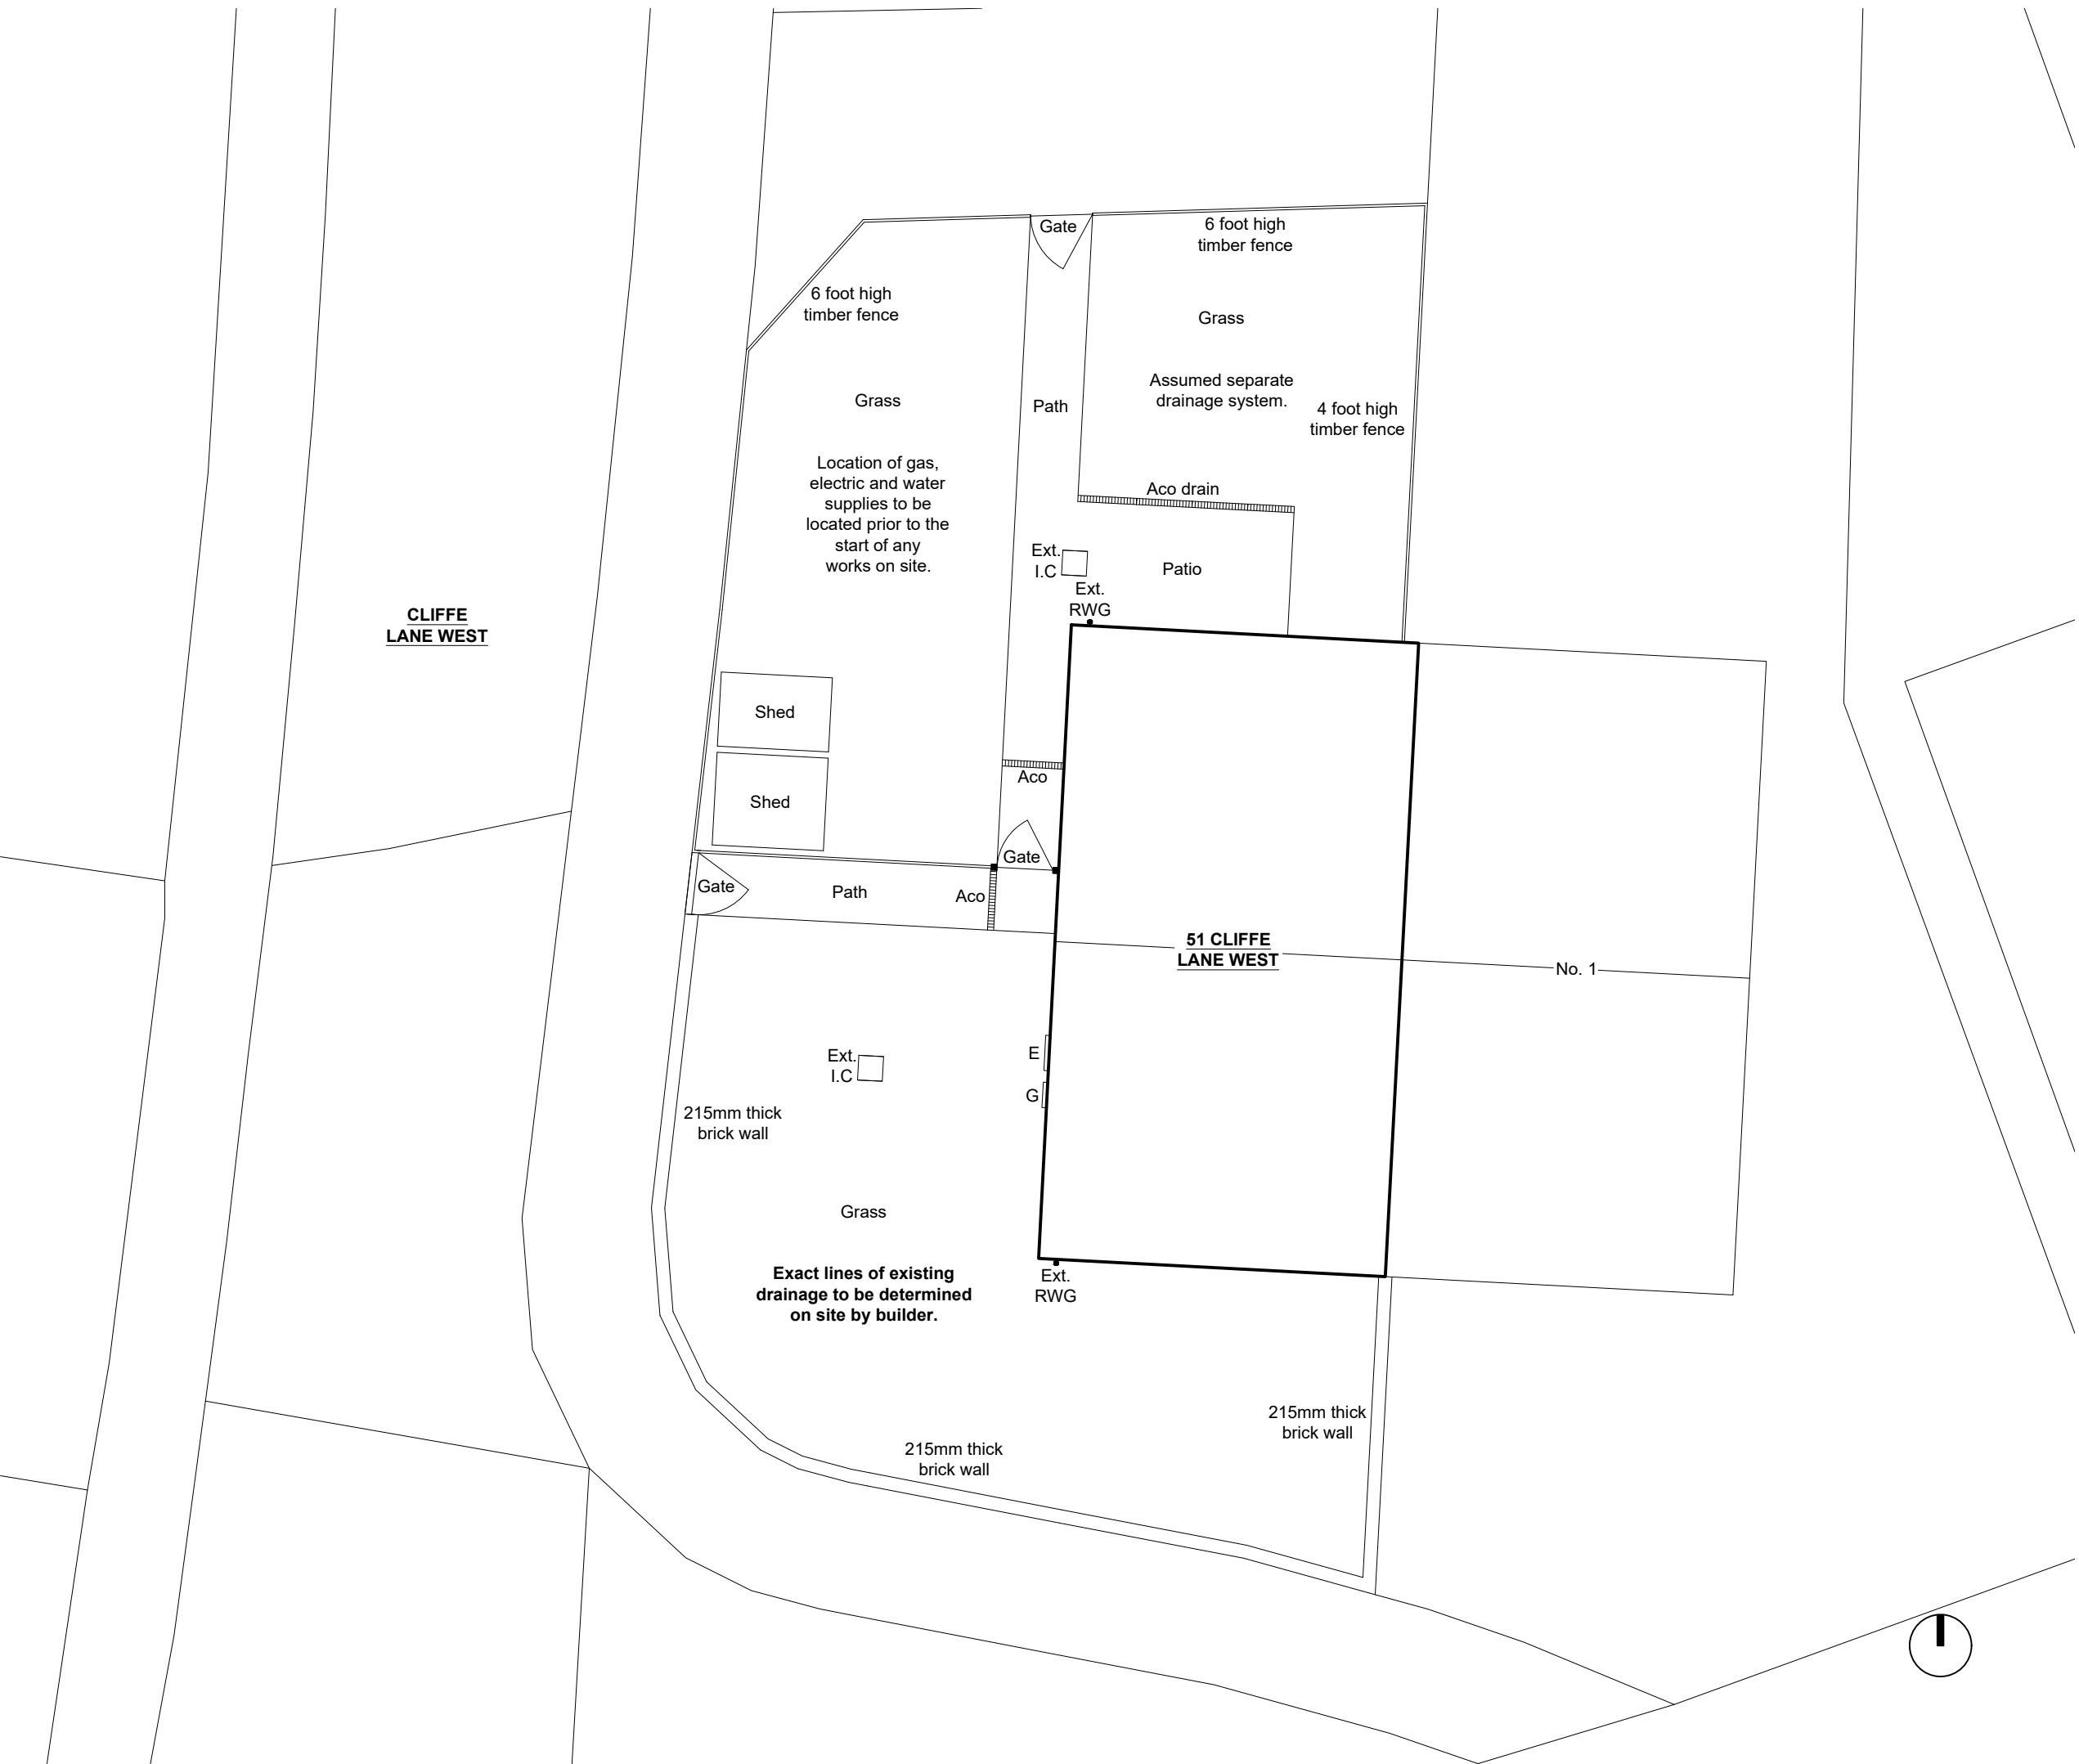 Gate
6 foot high
timber fence
6 foot high
timber fence
Grass
Assumed separate
drainage system.
Grass
Path
4 foot high
timber fence
Location of gas,
electric and water
supplies to be
located prior to the
start of any
works on site.
Aco drain
Ext.
I.C
Patio
Ext.
RWG
CLIFFE
LANE WEST
Shed
Aco
Shed
Gate
Gate
Path
Aco
51 CLIFFE
LANE WEST
No. 1
Ext.
I.C
E
G
215mm thick
brick wall
Grass
Exact lines of existing
drainage to be determined
on site by builder.
Ext.
RWG
215mm thick
brick wall
215mm thick
brick wall